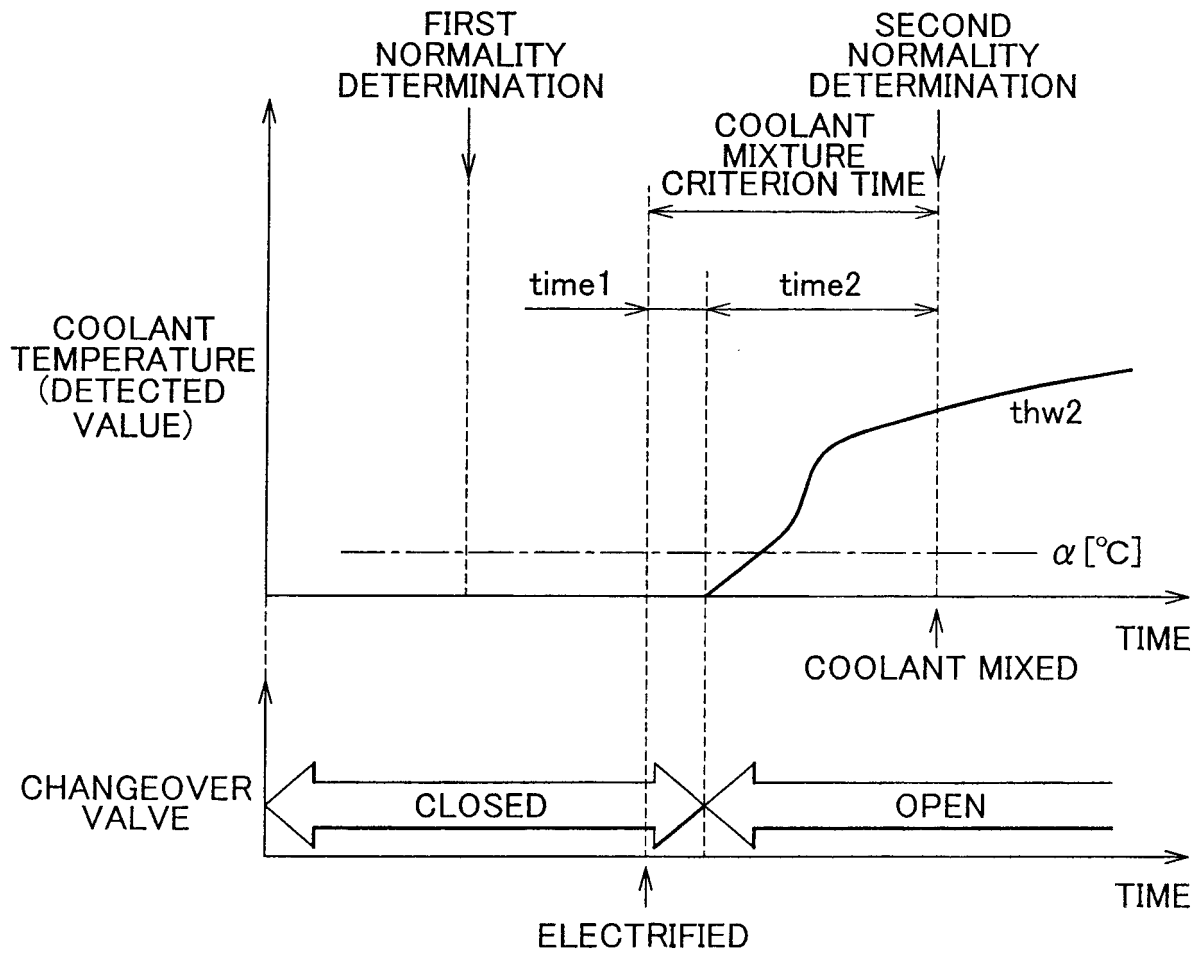 FIRST
NORMALITY
DETERMINATION
SECOND
NORMALITY
DETERMINATION
COOLANT
MIXTURE
CRITERION TIME
time1
time2
COOLANT
TEMPERATURE
(DETECTED
VALUE)
thw2
α [℃]
TIME
COOLANT MIXED
CHANGEOVER
VALVE
CLOSED
OPEN
TIME
ELECTRIFIED